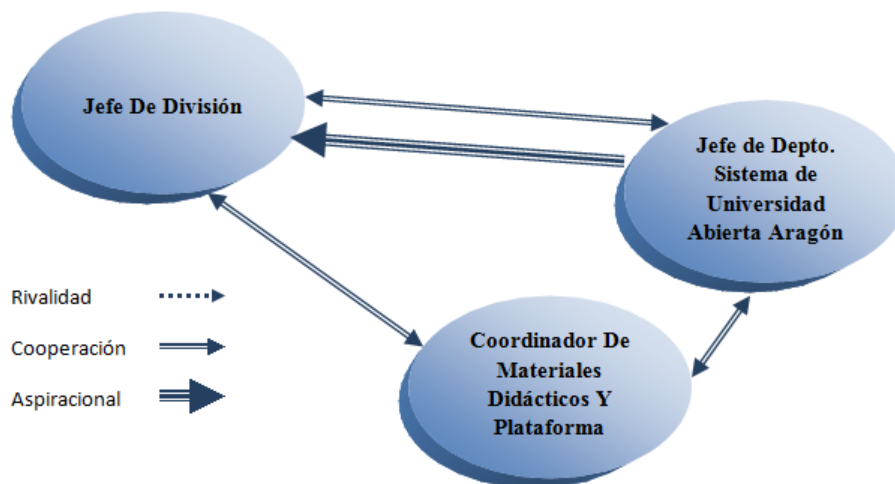 Jefe De División
Jefe de Depto.
Sistema de
Universidad
Abierta Aragón
Rivalidad
Cooperación
Aspiracional
Coordinador De
Materiales
Didácticos Y
Plataforma